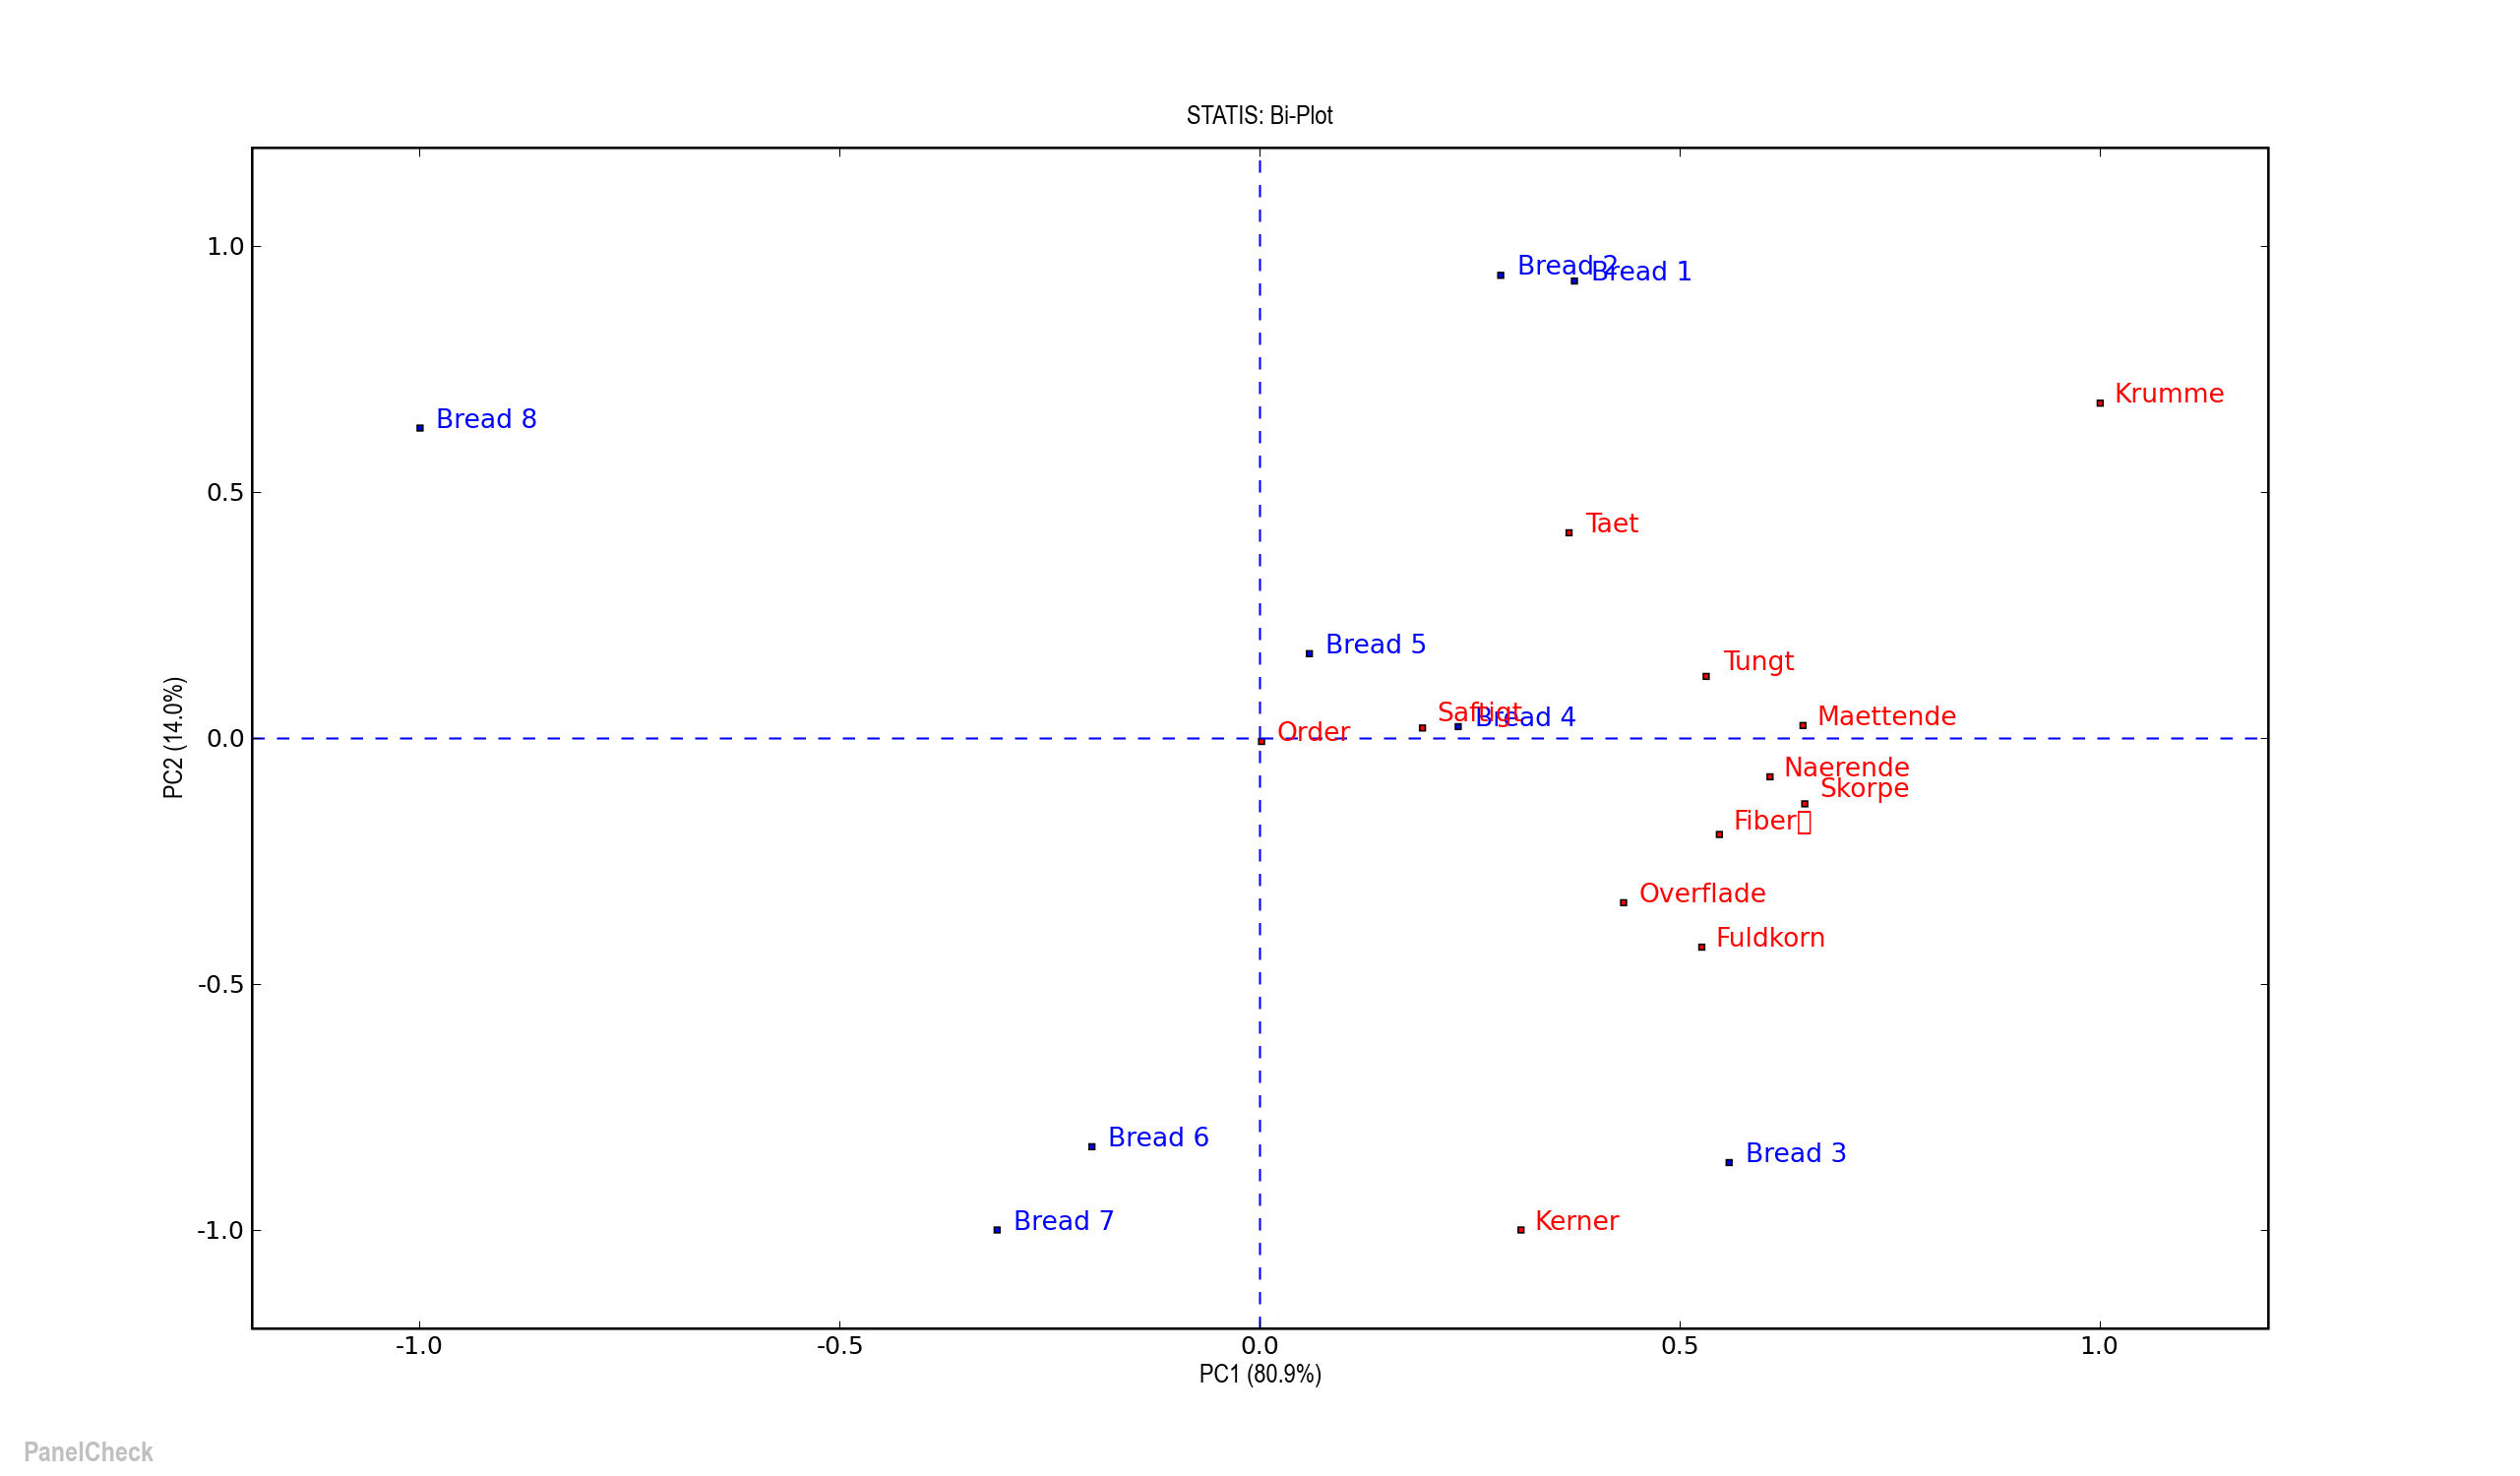 STATIS: Bi-Plot
1.0
0.5
0.0
-0.5
-1.0
PC2 (14.0%)
Bread 2
Bread 1
Krumme
Bread 8
Taet
Bread 5
Tungt
Saftigt
Bread 4
Maettende
Order
Naerende
Skorpe
Fiber
Overflade
Fuldkorn
Bread 6
Bread 3
Bread 7
Kerner
-1.0
-0.5
0.0
0.5
1.0
PC1 (80.9%)
PanelCheck